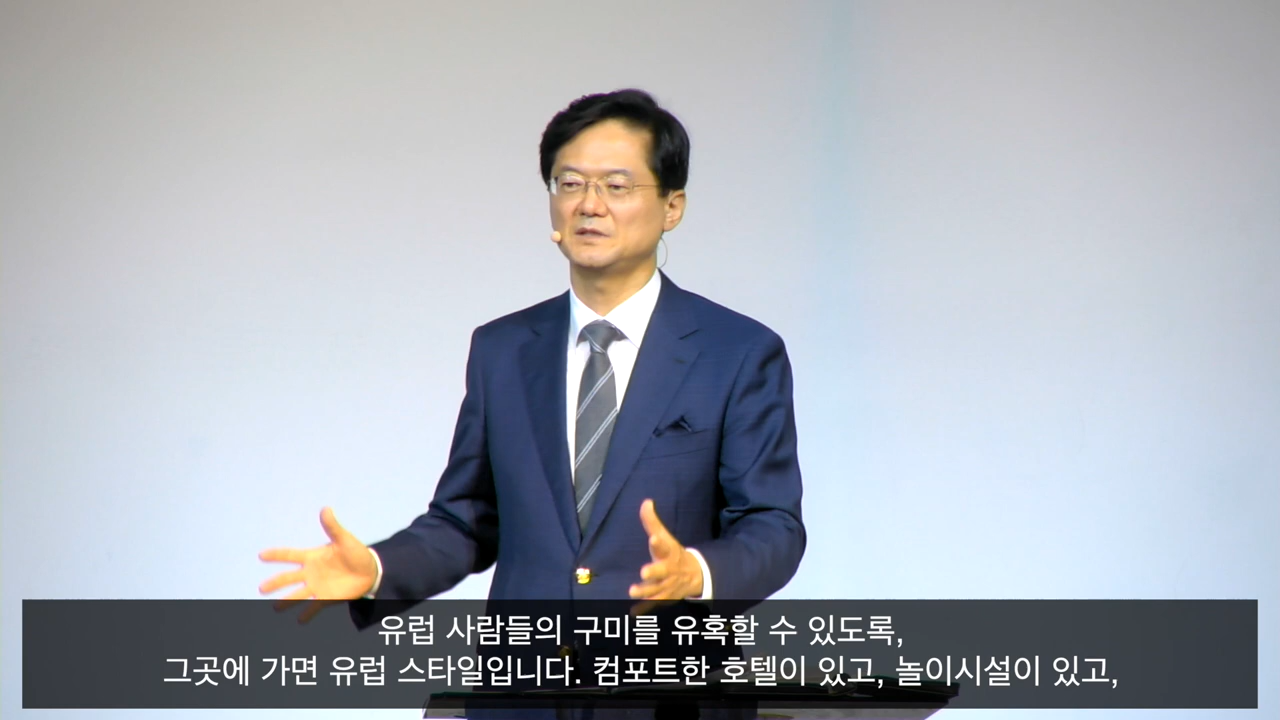 유럽 사람들의 구미를 유혹할 수 있도록,
그곳에 가면 유럽 스타일입니다. 컴포트한 호텔이 있고, 놀이시설이 있고,